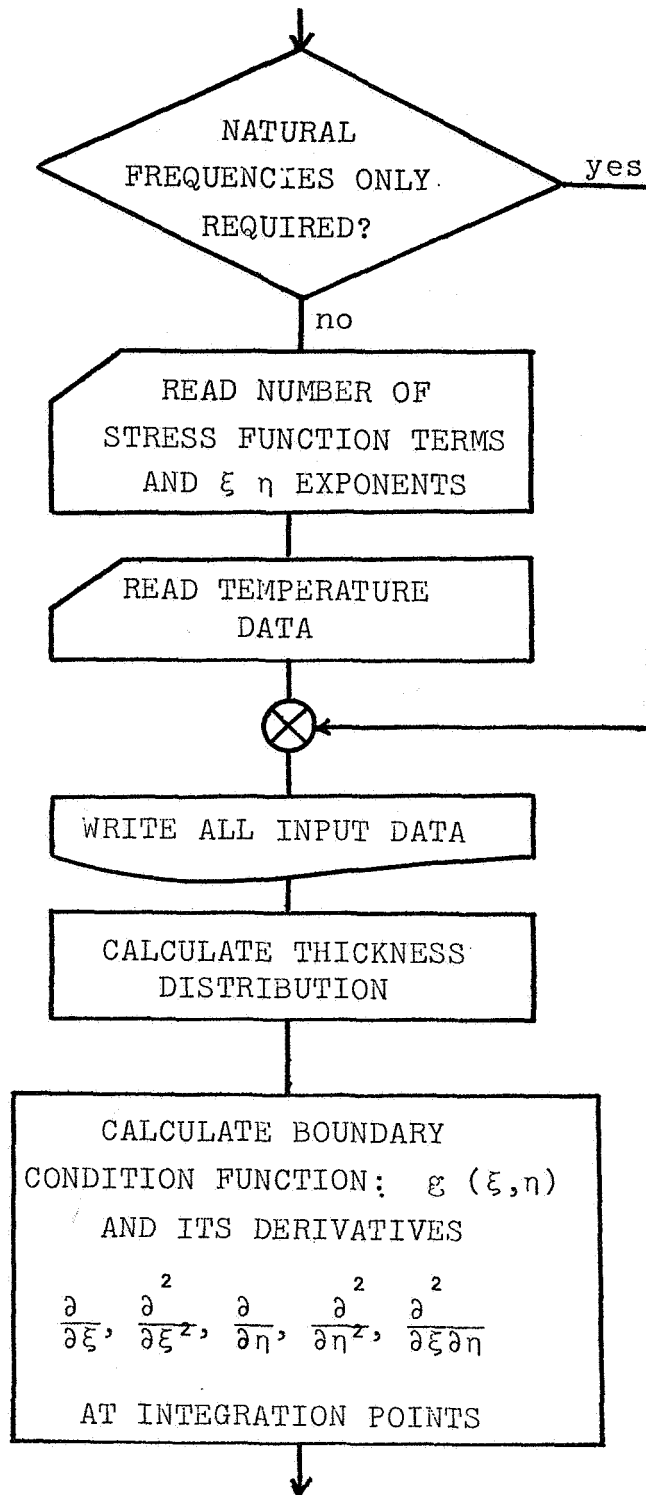 NATURAL
FREQUENCIES ONLY
REQUIRED?
yes
no
READ NUMBER OF
STRESS FUNCTION TERMS
AND ξ η EXPONENTS
READ TEMPERATURE
DATA
WRITE ALL INPUT DATA
CALCULATE THICKNESS
DISTRIBUTION
CALCULATE BOUNDARY
CONDITION FUNCTION: g (ξ,η)
AND ITS DERIVATIVES
∂/∂ξ, ∂²/∂ξ², ∂/∂η, ∂²/∂η², ∂²/∂ξ∂η
AT INTEGRATION POINTS